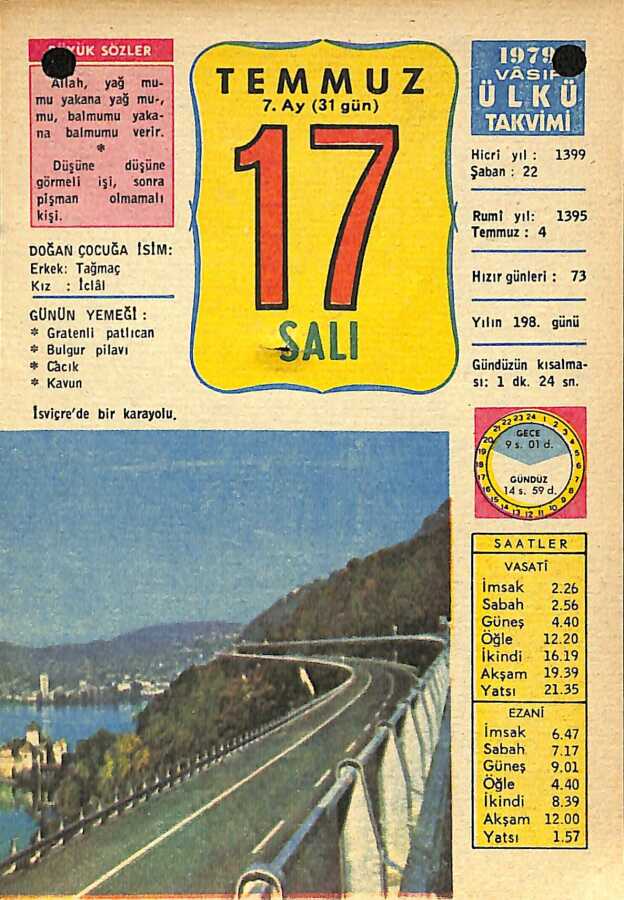 BÜYÜK SÖZLER
Allah, yağ mu-
mu yakana yağ mu-,
mu, balmumu yaka-
na balmumu verir.
*
Düşüne düşüne
görmeli işi, sonra
pişman olmamalı
kişi.
DOĞAN ÇOCUĞA İSİM:
Erkek: Tağmaç
Kız : İclâl
GÜNÜN YEMEĞİ :
* Gratenli patlıcan
* Bulgur pilavı
* Cacık
* Kavun
İsviçre'de bir karayolu.
TEMMUZ
7. Ay (31 gün)
17
SALI
1979
VASIF
ÜLKÜ
TAKVİMİ
Hicrî yıl : 1399
Şaban : 22
Rumî yıl: 1395
Temmuz : 4
Hızır günleri : 73
Yılın 198. günü
Gündüzün kısalma-
sı: 1 dk. 24 sn.
GECE
9 s. 01 d.
GÜNDÜZ
14 s. 59 d.
SAATLER
VASATİ
İmsak 2.26
Sabah 2.56
Güneş 4.40
Öğle 12.20
İkindi 16.19
Akşam 19.39
Yatsı 21.35
EZANİ
İmsak 6.47
Sabah 7.17
Güneş 9.01
Öğle 4.40
İkindi 8.39
Akşam 12.00
Yatsı 1.57